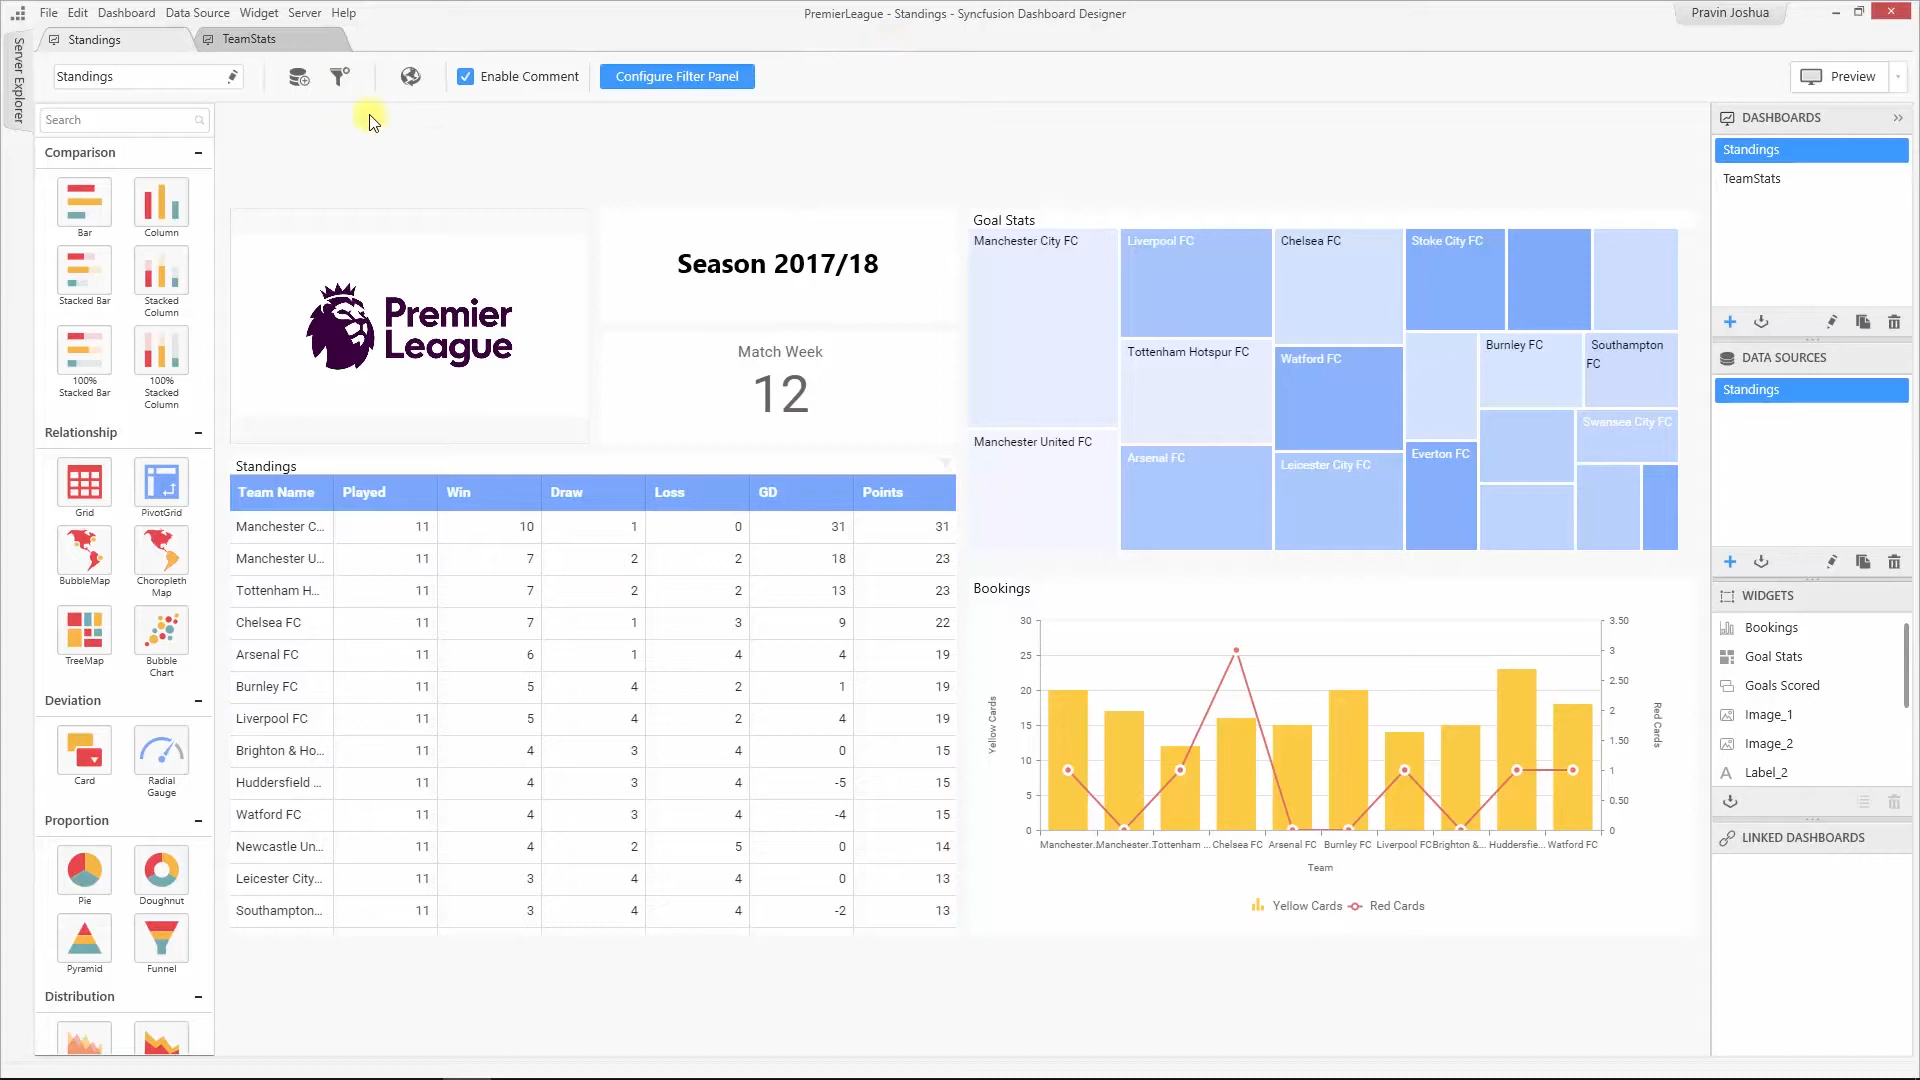 File Edit Dashboard Data Source Widget Server Help
PremierLeague - Standings - Syncfusion Dashboard Designer
Pravin Joshua
Server Explorer
Standings
TeamStats
Standings
Enable Comment
Configure Filter Panel
Preview
Search
Comparison
Bar
Column
Stacked Bar
Stacked
Column
100%
Stacked Bar
100%
Stacked
Column
Relationship
Grid
PivotGrid
BubbleMap
Choropleth
Map
TreeMap
Bubble
Chart
Deviation
Card
Radial
Gauge
Proportion
Pie
Doughnut
Pyramid
Funnel
Distribution
Premier
League
Season 2017/18
Match Week
12
Standings
Team Name Played Win Draw Loss GD Points
Manchester C... 11 10 1 0 31 31
Manchester U... 11 7 2 2 18 23
Tottenham H... 11 7 2 2 13 23
Chelsea FC 11 7 1 3 9 22
Arsenal FC 11 6 1 4 4 19
Burnley FC 11 5 4 2 1 19
Liverpool FC 11 5 4 2 4 19
Brighton & Ho... 11 4 3 4 0 15
Huddersfield ... 11 4 3 4 -5 15
Watford FC 11 4 3 4 -4 15
Newcastle Un... 11 4 2 5 0 14
Leicester City... 11 3 4 4 0 13
Southampton... 11 3 4 4 -2 13
Goal Stats
Manchester City FC
Manchester United FC
Liverpool FC
Tottenham Hotspur FC
Arsenal FC
Chelsea FC
Watford FC
Leicester City FC
Stoke City FC
Everton FC
Burnley FC
Southampton
FC
Swansea City FC
Bookings
30
25
20
15
10
5
0
Yellow Cards
3.50
3
2.50
2
1.50
1
0.50
0
Red Cards
Manchester... Manchester... Tottenham ... Chelsea FC Arsenal FC Burnley FC Liverpool FC Brighton &... Huddersfie... Watford FC
Team
Yellow Cards Red Cards
DASHBOARDS
Standings
TeamStats
DATA SOURCES
Standings
WIDGETS
Bookings
Goal Stats
Goals Scored
Image_1
Image_2
Label_2
LINKED DASHBOARDS